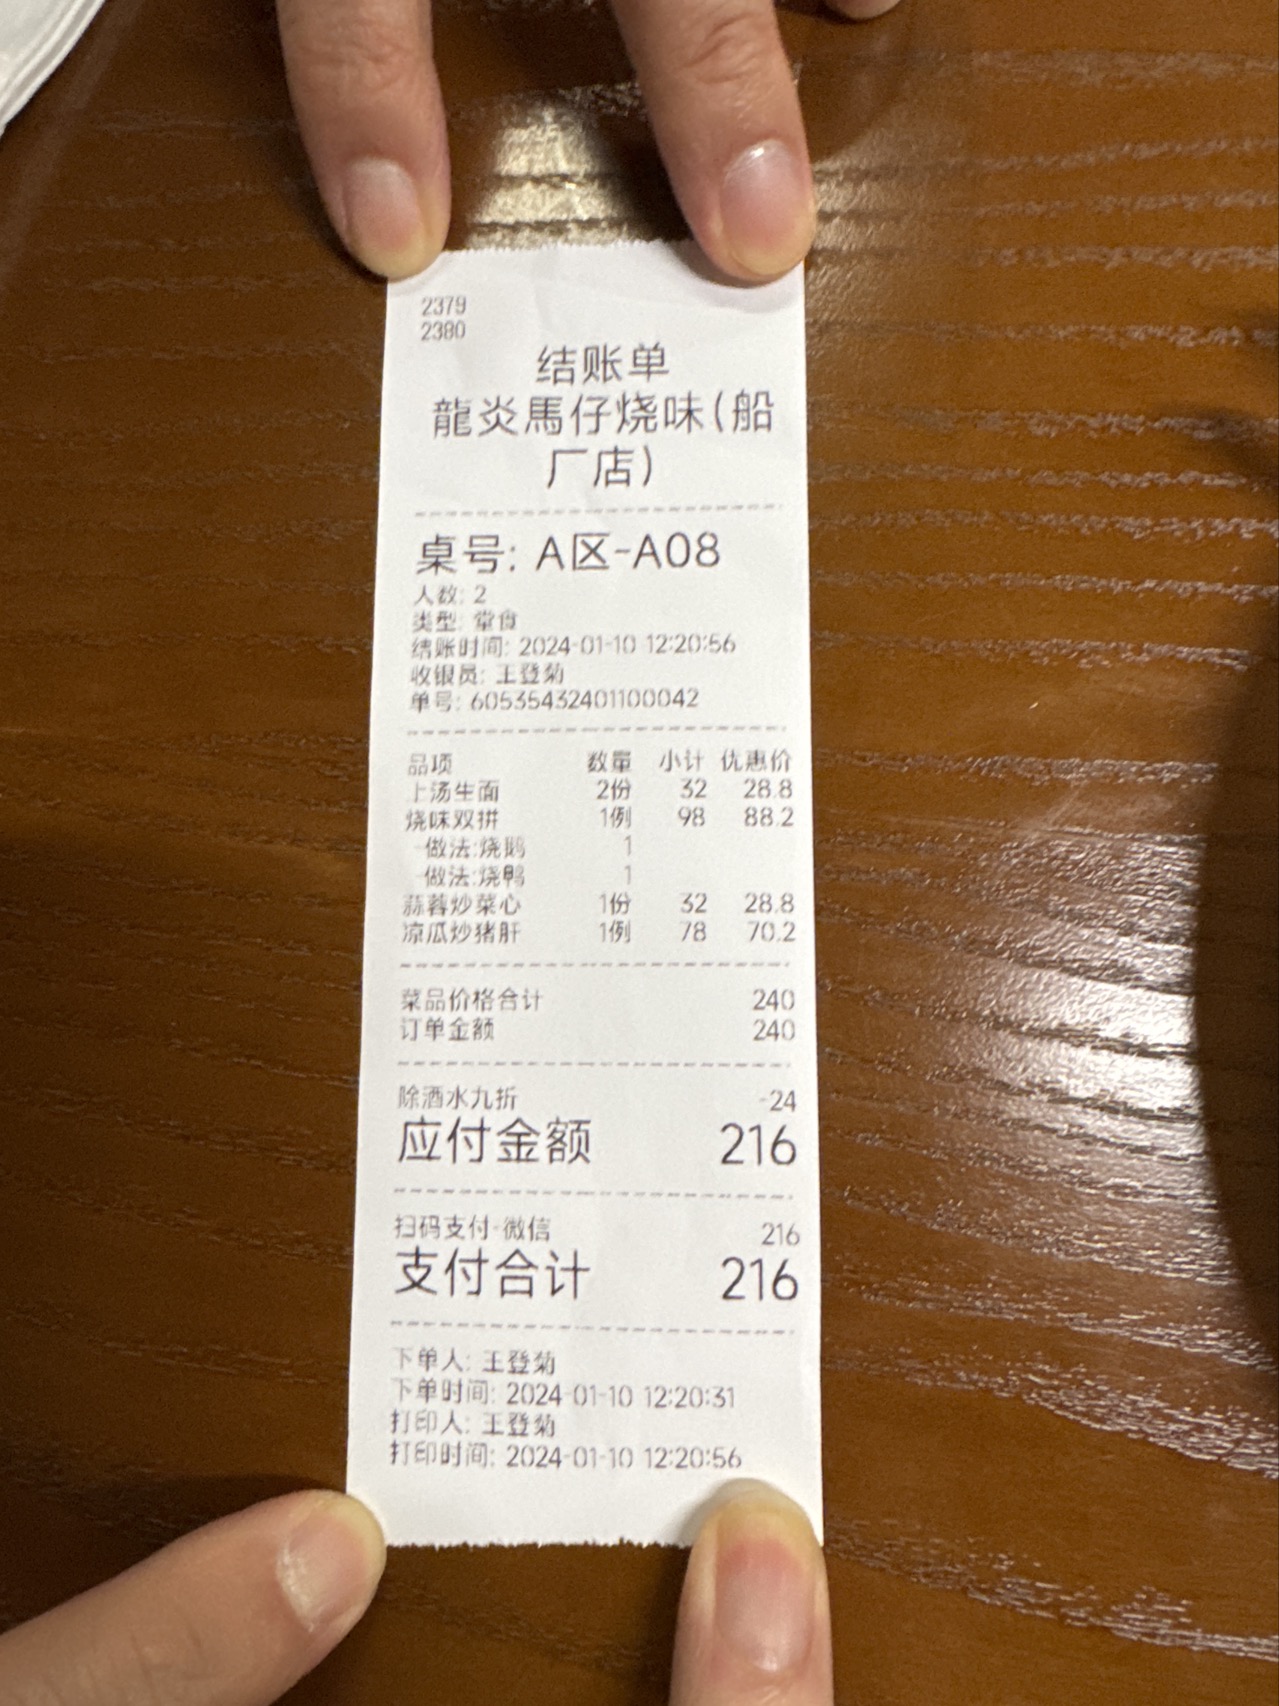 2379
2380
结账单
龍炎馬仔烧味(船
厂店)
桌号: A区-A08
人数: 2
类型: 堂食
结账时间: 2024-01-10 12:20:56
收银员: 王登菊
单号: 605354322401100042
品项 数量 小计 优惠价
上汤生面 2份 32 28.8
烧味双拼 1例 98 88.2
-做法:烧鹅 1
-做法:烧鸭 1
蒜蓉炒菜心 1份 32 28.8
凉瓜炒猪肝 1例 78 70.2
菜品价格合计 240
订单金额 240
除酒水九折 -24
应付金额 216
扫码支付-微信 216
支付合计 216
下单人: 王登菊
下单时间: 2024-01-10 12:20:31
打印人: 王登菊
打印时间: 2024-01-10 12:20:56